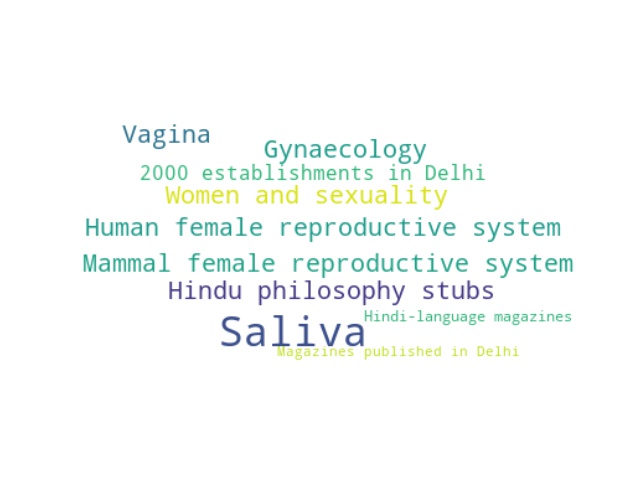 Vagina
Gynaecology
2000 establishments in Delhi
Women and sexuality
Human female reproductive system
Mammal female reproductive system
Hindu philosophy stubs
Hindi-language magazines
Saliva
Magazines published in Delhi